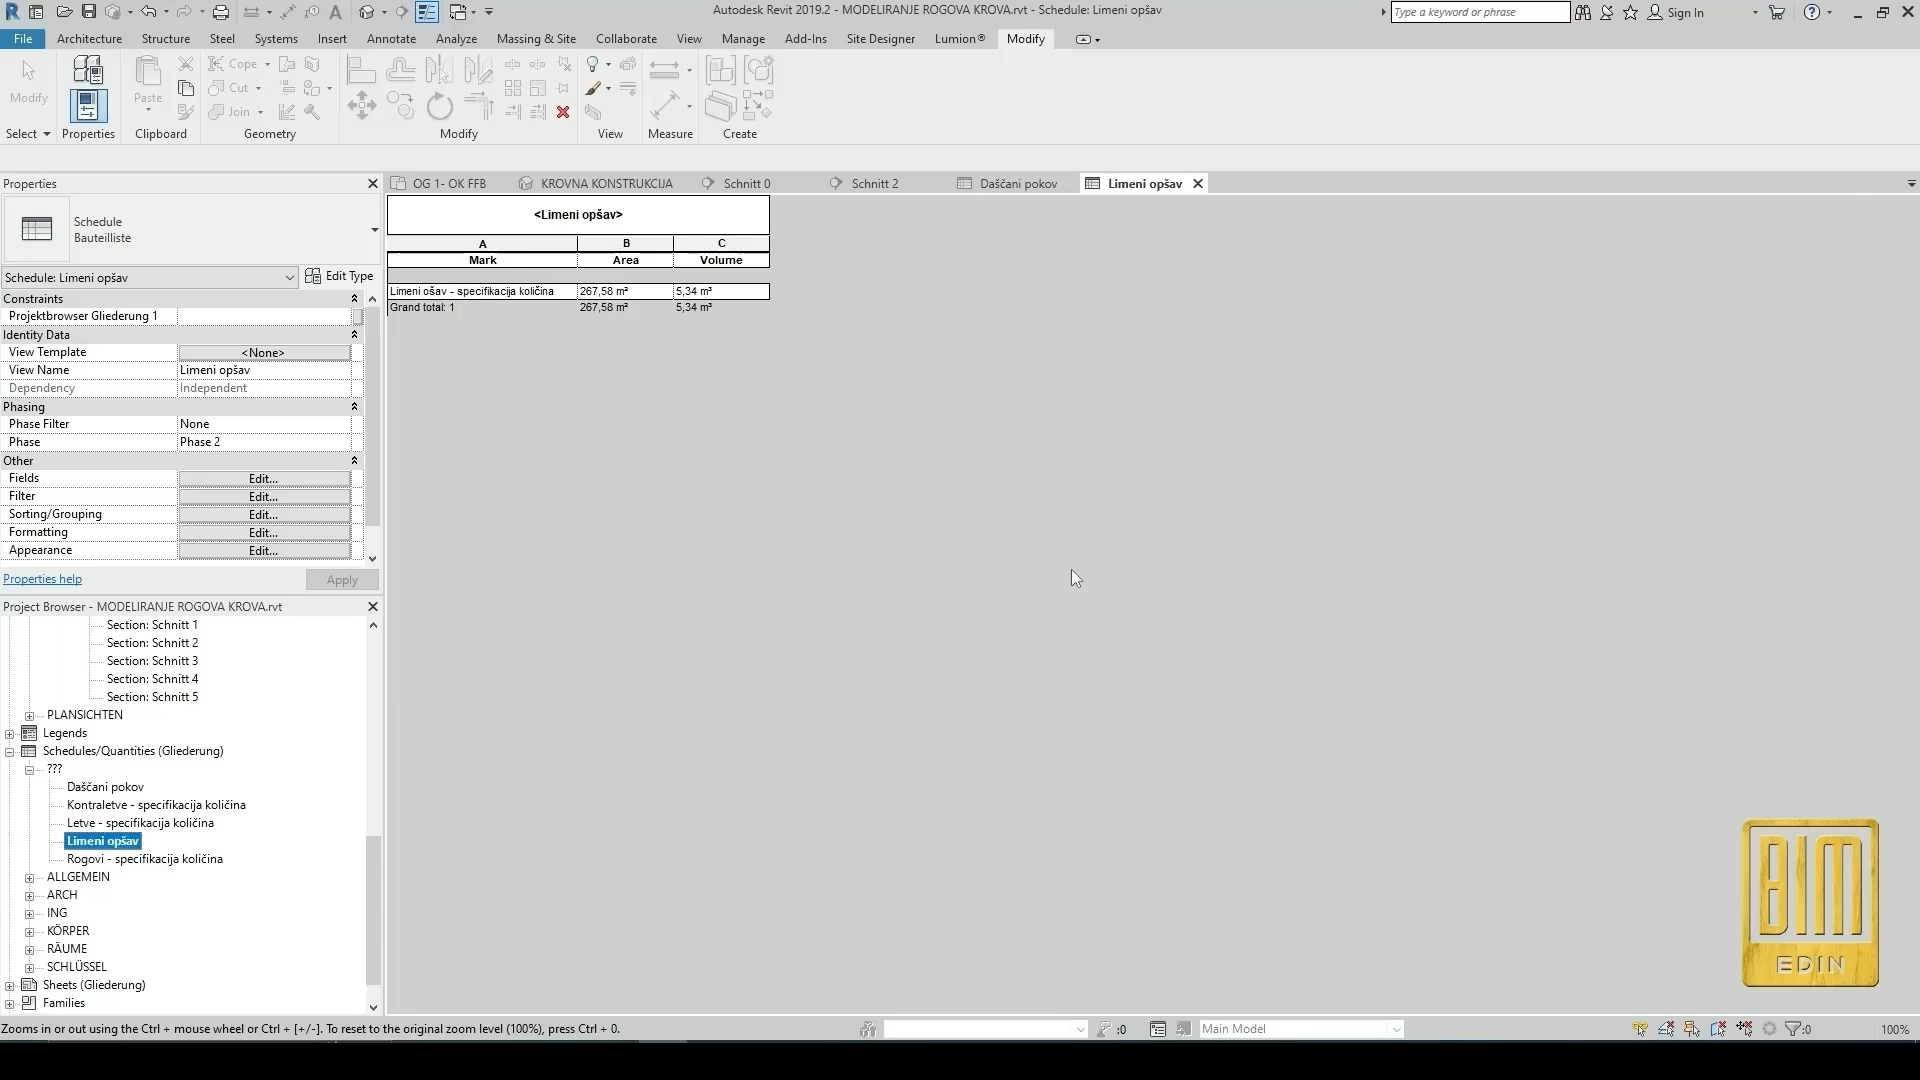 Autodesk Revit 2019.2 - MODELIRANJE ROGOVA KROVA.rvt - Schedule: Limeni opšav
Type a keyword or phrase
Sign In
File Architecture Structure Steel Systems Insert Annotate Analyze Massing & Site Collaborate View Manage Add-Ins Site Designer Lumion® Modify
Modify
Paste
Cope
Cut
Join
Select Properties Clipboard Geometry Modify View Measure Create
Properties
OG 1- OK FFB KROVNA KONSTRUKCIJA Schnitt 0 Schnitt 2 Daščani pokov Limeni opšav
Schedule
Bauteilliste
Schedule: Limeni opšav
Edit Type
Constraints
Projektbrowser Gliederung 1
Identity Data
View Template <None>
View Name Limeni opšav
Dependency Independent
Phasing
Phase Filter None
Phase Phase 2
Other
Fields Edit...
Filter Edit...
Sorting/Grouping Edit...
Formatting Edit...
Appearance Edit...
Properties help Apply
<Limeni opšav>
A B C
Mark Area Volume
Limeni ošav - specifikacija količina 267,58 m² 5,34 m³
Grand total: 1 267,58 m² 5,34 m³
Project Browser - MODELIRANJE ROGOVA KROVA.rvt
Section: Schnitt 1
Section: Schnitt 2
Section: Schnitt 3
Section: Schnitt 4
Section: Schnitt 5
PLANSICHTEN
Legends
Schedules/Quantities (Gliederung)
???
Daščani pokov
Kontraletve - specifikacija količina
Letve - specifikacija količina
Limeni opšav
Rogovi - specifikacija količina
ALLGEMEIN
ARCH
ING
KÖRPER
RÄUME
SCHLÜSSEL
Sheets (Gliederung)
Families
BIM
EDIN
Zooms in or out using the Ctrl + mouse wheel or Ctrl + [+/-]. To reset to the original zoom level (100%), press Ctrl + 0.
:0
Main Model
:0
100%